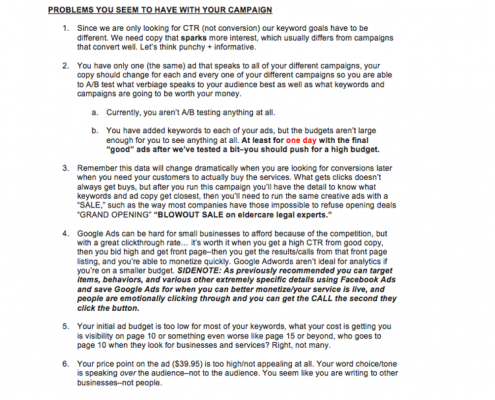 PROBLEMS YOU SEEM TO HAVE WITH YOUR CAMPAIGN
1. Since we are only looking for CTR (not conversion) our keyword goals have to be
different. We need copy that sparks more interest, which usually differs from campaigns
that convert well. Let's think punchy + informative.
2. You have only one (the same) ad that speaks to all of your different campaigns, your
copy should change for each and every one of your different campaigns so you are able
to A/B test what verbiage speaks to your audience best as well as what keywords and
campaigns are going to be worth your money.
a. Currently, you aren't A/B testing anything at all.
b. You have added keywords to each of your ads, but the budgets aren't large
enough for you to see anything at all. At least for one day with the final
"good" ads after we've tested a bit–you should push for a high budget.
3. Remember this data will change dramatically when you are looking for conversions later
when you need your customers to actually buy the services. What gets clicks doesn't
always get buys, but after you run this campaign you'll have the detail to know what
keywords and ad copy get closest, then you'll need to run the same creative ads with a
"SALE," such as the way most companies have those impossible to refuse opening deals
"GRAND OPENING" "BLOWOUT SALE on eldercare legal experts."
4. Google Ads can be hard for small businesses to afford because of the competition, but
with a great clickthrough rate... it's worth it when you get a high CTR from good copy,
then you bid high and get front page–then you get the results/calls from that front page
listing, and you're able to monetize quickly. Google Adwords aren't ideal for analytics if
you're on a smaller budget. SIDENOTE: As previously recommended you can target
items, behaviors, and various other extremely specific details using Facebook Ads
and save Google Ads for when you can better monetize/your service is live, and
people are emotionally clicking through and you can get the CALL the second they
click the button.
5. Your initial ad budget is too low for most of your keywords, what your cost is getting you
is visibility on page 10 or something even worse like page 15 or beyond, who goes to
page 10 when they look for businesses and services? Right, not many.
6. Your price point on the ad ($39.95) is too high/not appealing at all. Your word choice/tone
is speaking over the audience–not to the audience. You seem like you are writing to other
businesses–not people.